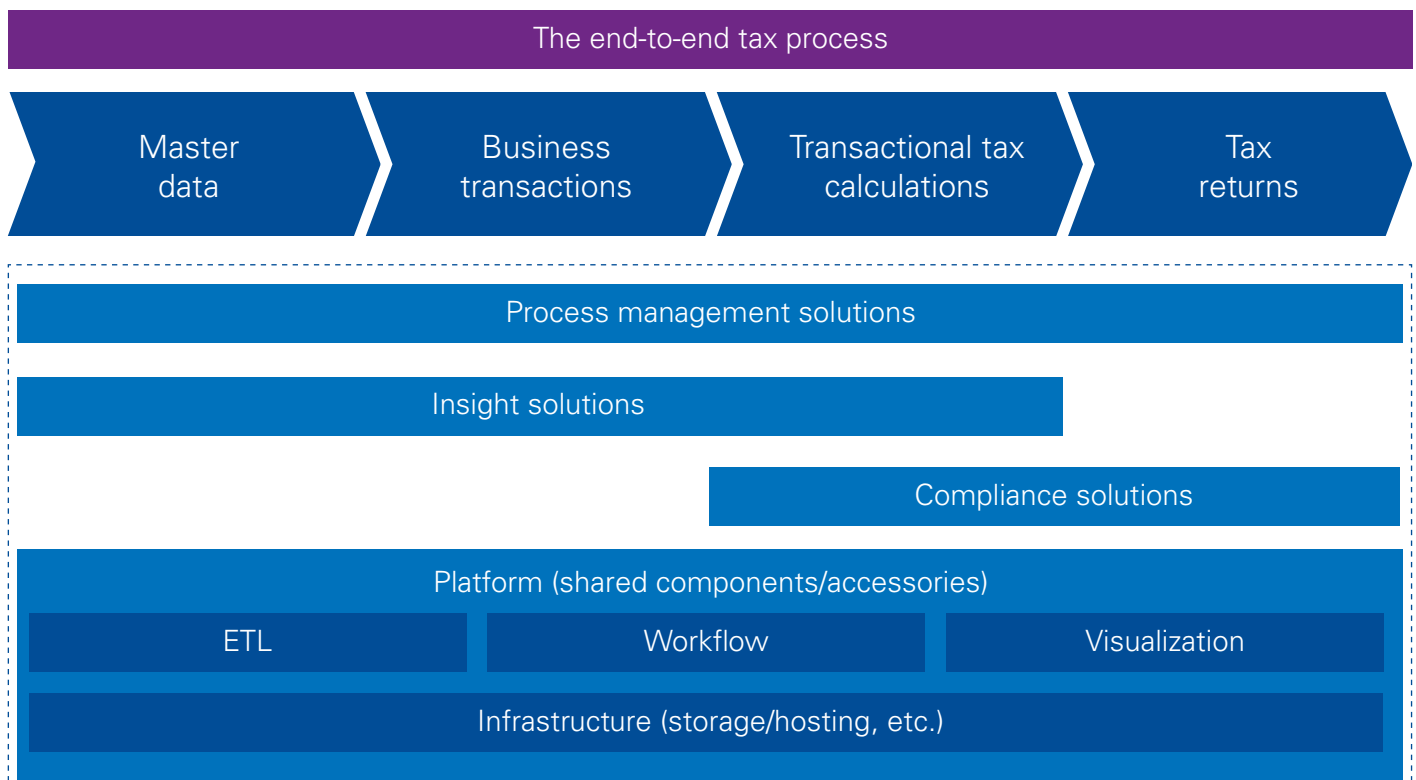 The end-to-end tax process
Master
data
Business
transactions
Transactional tax
calculations
Tax
returns
Process management solutions
Insight solutions
Compliance solutions
Platform (shared components/accessories)
ETL
Workflow
Visualization
Infrastructure (storage/hosting, etc.)